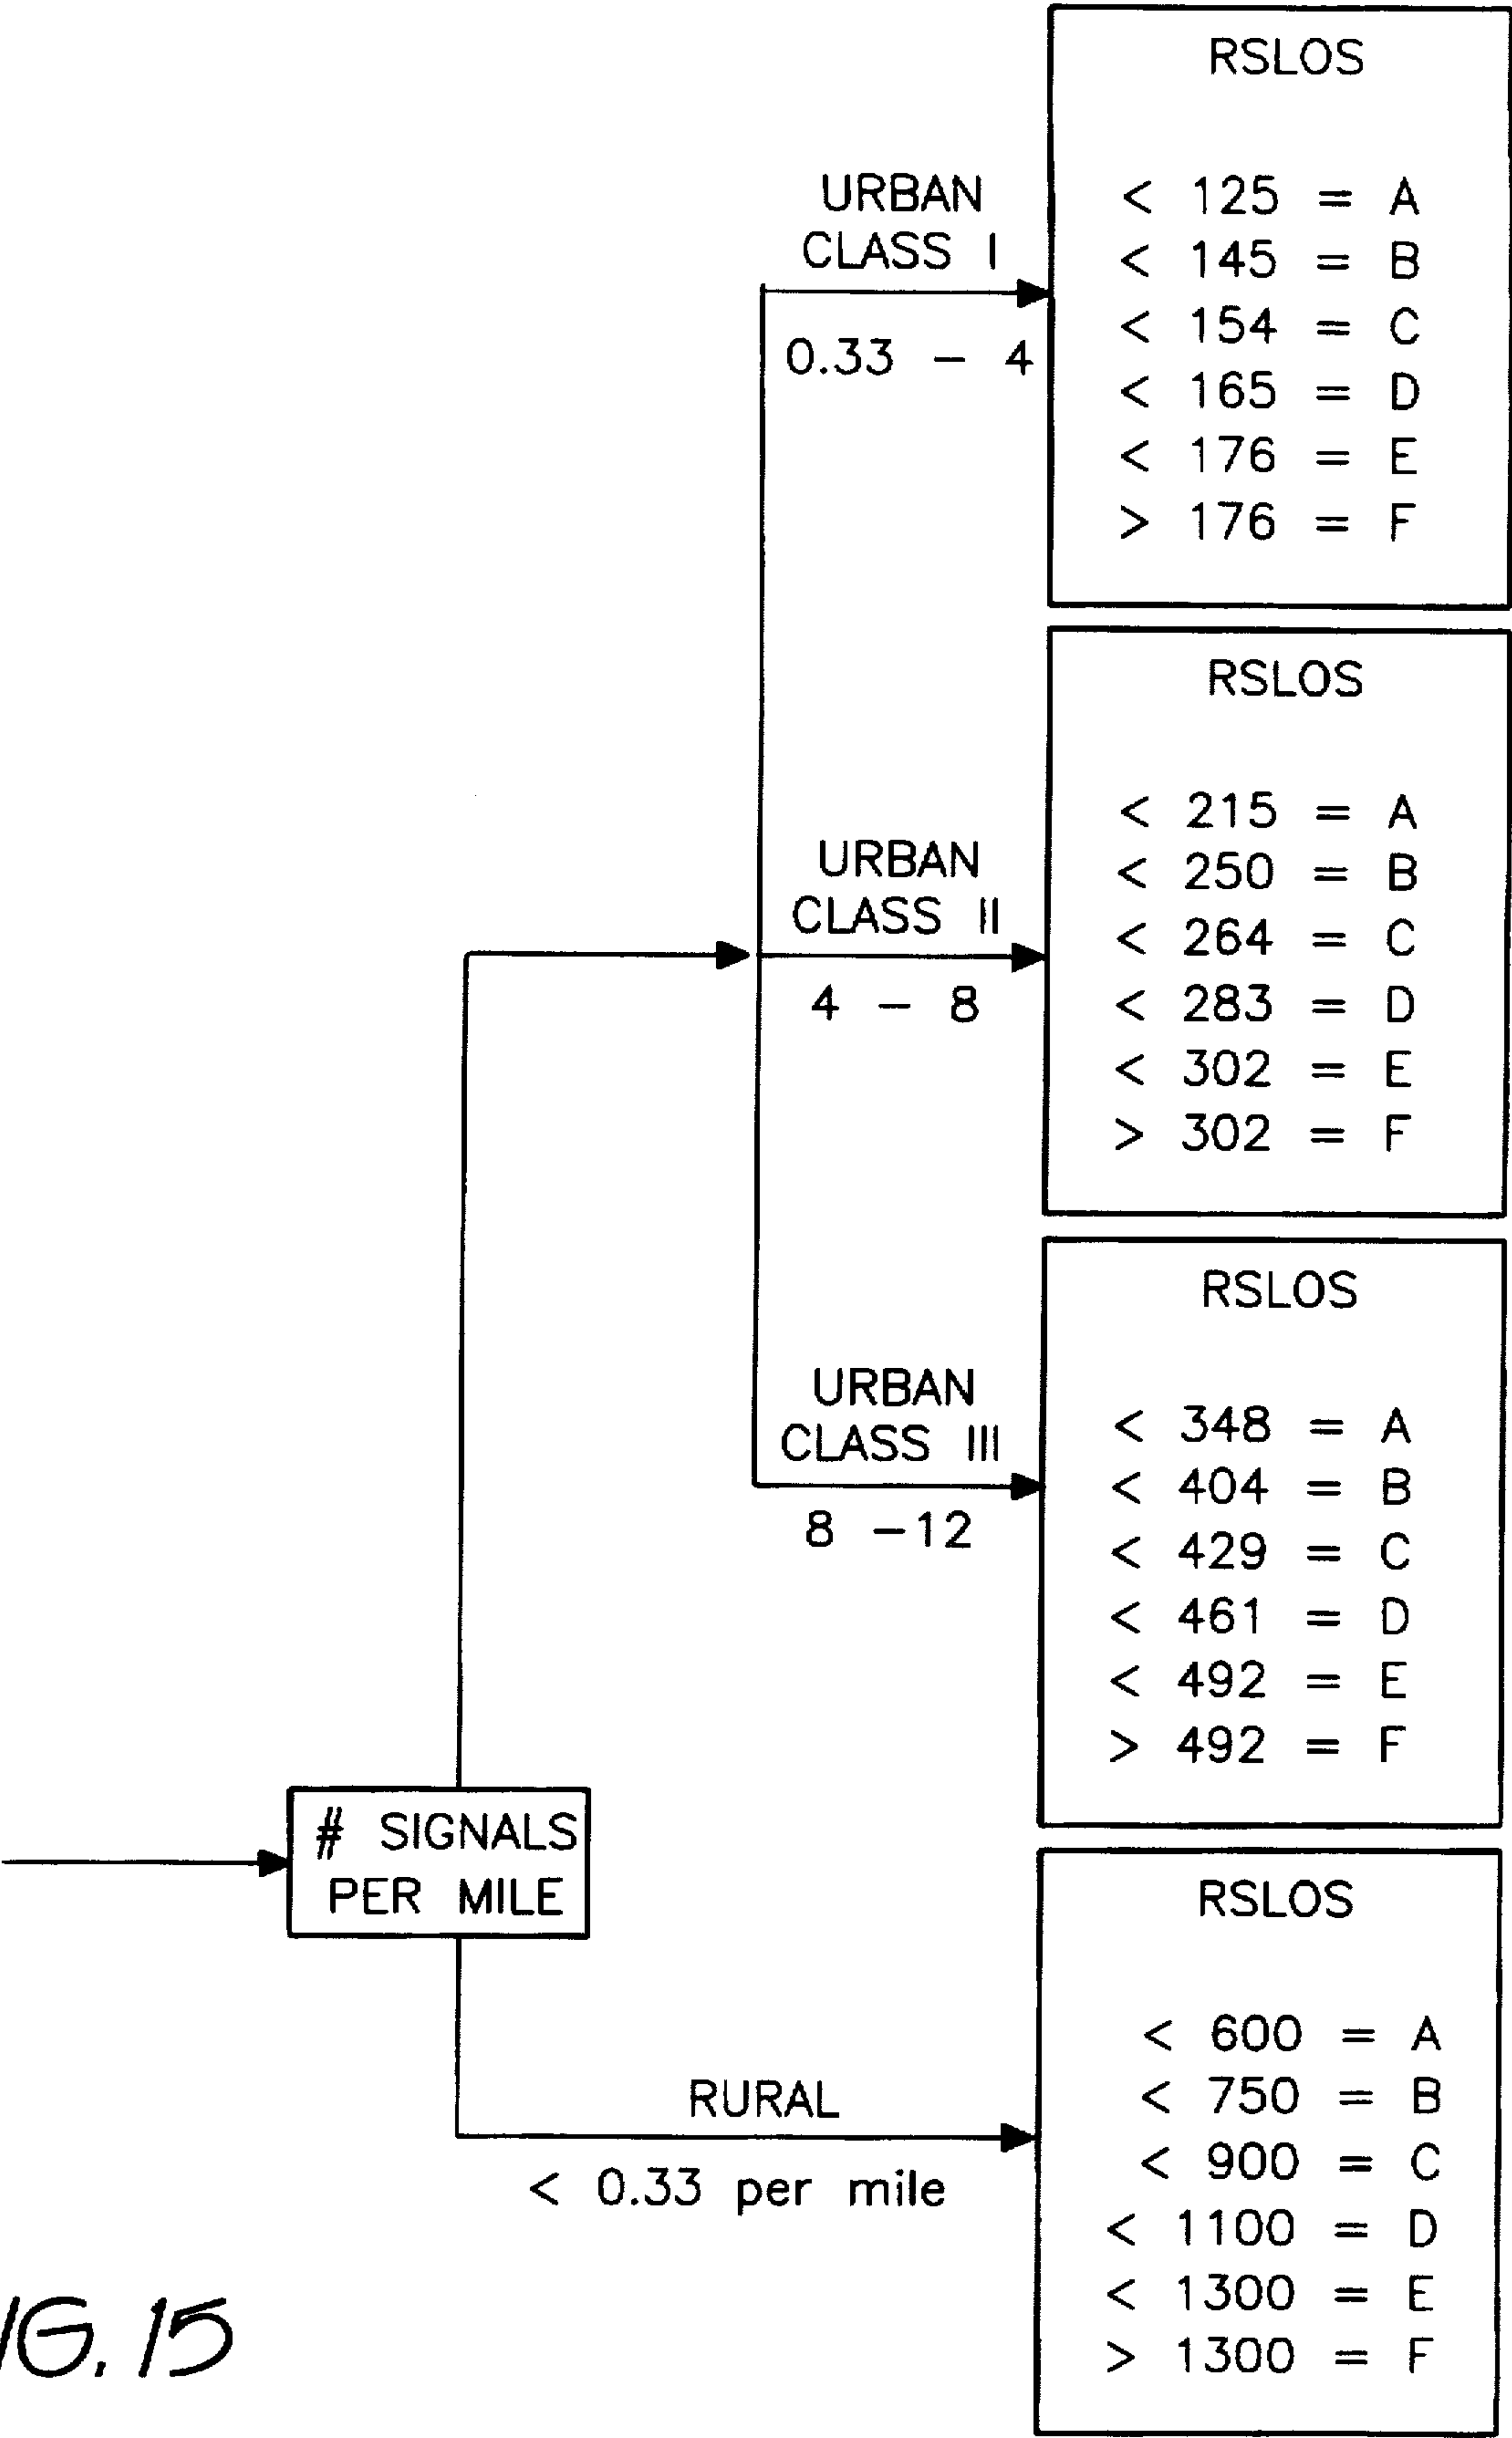 RSLOS
< 125 = A
< 145 = B
< 154 = C
< 165 = D
< 176 = E
> 176 = F
URBAN
CLASS I
0.33 - 4
RSLOS
< 215 = A
< 250 = B
< 264 = C
< 283 = D
< 302 = E
> 302 = F
URBAN
CLASS II
4 - 8
RSLOS
< 348 = A
< 404 = B
< 429 = C
< 461 = D
< 492 = E
> 492 = F
URBAN
CLASS III
8 -12
# SIGNALS
PER MILE
RSLOS
< 600 = A
< 750 = B
< 900 = C
< 1100 = D
< 1300 = E
> 1300 = F
RURAL
< 0.33 per mile
IG. 15